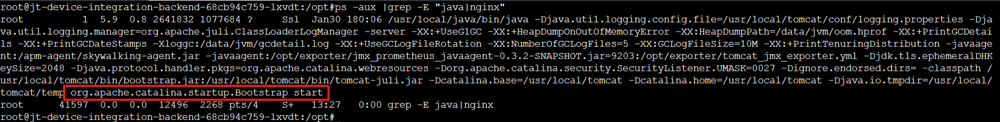 root@jt-device-integration-backend-68cb94c759-lxvdt:/opt#ps -aux |grep -E "java|nginx"
root         1  5.9  0.8 2641832 1077684 ?     Ssl  Jan30 180:06 /usr/local/java/bin/java -Djava.util.logging.config.file=/usr/local/tomcat/conf/logging.properties -Dja
va.util.logging.manager=org.apache.juli.ClassLoaderLogManager -server -XX:+UseG1GC -XX:+HeapDumpOnOutOfMemoryError -XX:HeapDumpPath=/data/jvm/oom.hprof -XX:+PrintGCDetai
ls -XX:+PrintGCDateStamps -Xloggc:/data/jvm/gcdetail.log -XX:+UseGCLogFileRotation -XX:NumberOfGCLogFiles=5 -XX:GCLogFileSize=10M -XX:+PrintTenuringDistribution -javaage
nt:/apm-agent/skywalking-agent.jar -javaagent:/opt/exporter/jmx_prometheus_javaagent-0.3.2-SNAPSHOT.jar=9203:/opt/exporter/tomcat_jmx_exporter.yml -Djdk.tls.ephemeralDHK
eySize=2048 -Djava.protocol.handler.pkgs=org.apache.catalina.webresources -Dorg.apache.catalina.security.SecurityListener.UMASK=0027 -Dignore.endorsed.dirs= -classpath /
usr/local/tomcat/bin/bootstrap.jar:/usr/local/tomcat/bin/tomcat-juli.jar -Dcatalina.base=/usr/local/tomcat -Dcatalina.home=/usr/local/tomcat -Djava.io.tmpdir=/usr/local/
tomcat/temp org.apache.catalina.startup.Bootstrap start
root     41597  0.0  0.0  12496  2268 pts/4    S+   13:27   0:00 grep -E java|nginx
root@jt-device-integration-backend-68cb94c759-lxvdt:/opt#